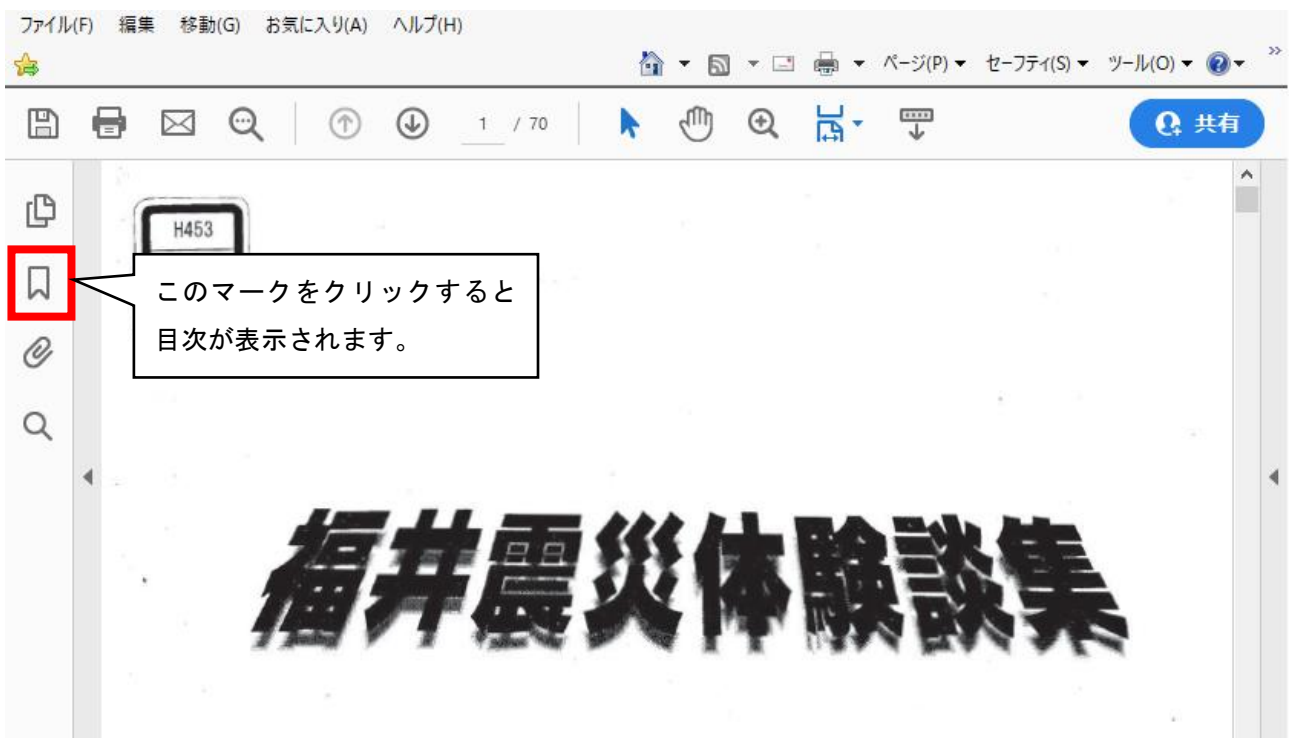 ファイル(F) 編集 移動(G) お気に入り(A) ヘルプ(H)
ページ(P) セーフティ(S) ツール(O)
1 / 70
共有
H453
このマークをクリックすると
目次が表示されます。
福井震災体験談集